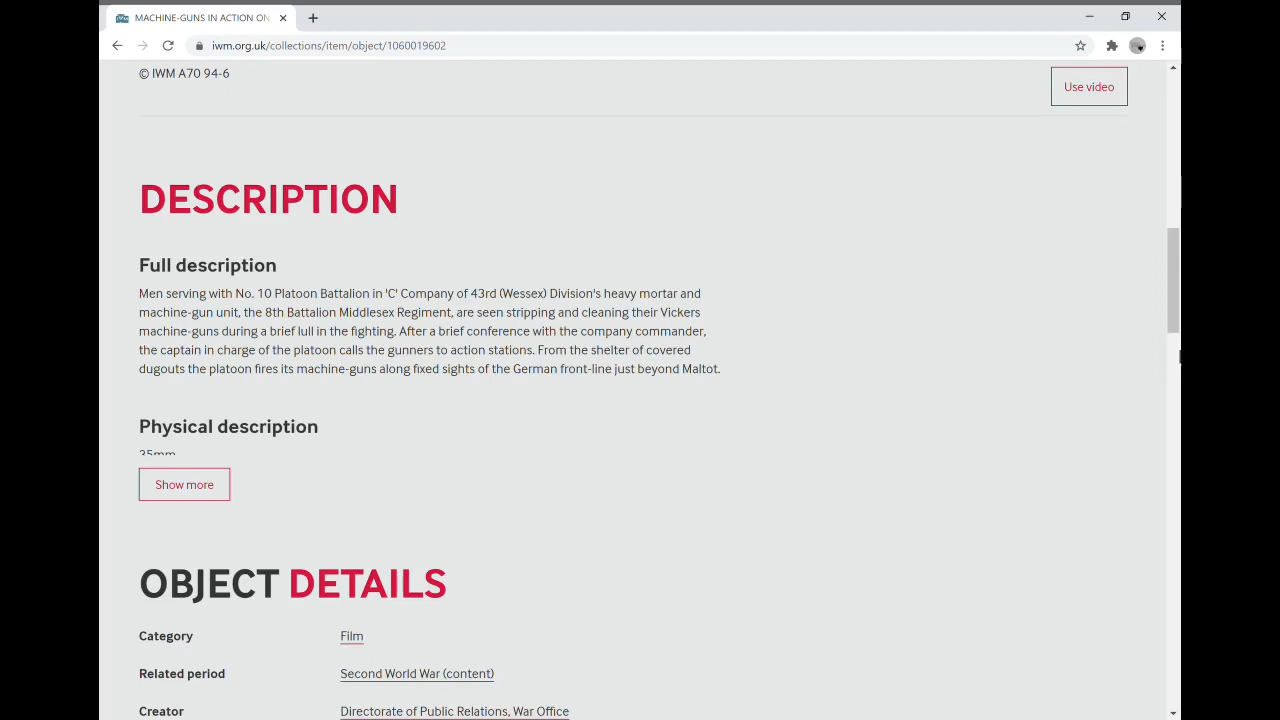 MACHINE-GUNS IN ACTION ON
iwm.org.uk/collections/item/object/1060019602
© IWM A70 94-6
Use video
DESCRIPTION
Full description
Men serving with No. 10 Platoon Battalion in 'C' Company of 43rd (Wessex) Division's heavy mortar and
machine-gun unit, the 8th Battalion Middlesex Regiment, are seen stripping and cleaning their Vickers
machine-guns during a brief lull in the fighting. After a brief conference with the company commander,
the captain in charge of the platoon calls the gunners to action stations. From the shelter of covered
dugouts the platoon fires its machine-guns along fixed sights of the German front-line just beyond Maltot.
Physical description
35mm
Show more
OBJECT DETAILS
Category Film
Related period Second World War (content)
Creator Directorate of Public Relations, War Office